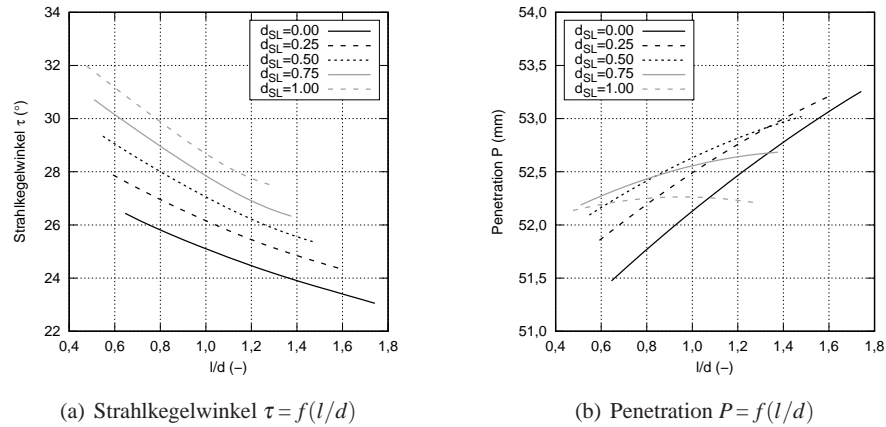 34
32
30
28
26
24
22
0,4 0,6 0,8 1,0 1,2 1,4 1,6 1,8
Strahlkegelwinkel τ (°)
l/d (−)
d_SL=0.00
d_SL=0.25
d_SL=0.50
d_SL=0.75
d_SL=1.00
(a) Strahlkegelwinkel τ = f(l/d)
54,0
53,5
53,0
52,5
52,0
51,5
51,0
0,4 0,6 0,8 1,0 1,2 1,4 1,6 1,8
Penetration P (mm)
l/d (−)
d_SL=0.00
d_SL=0.25
d_SL=0.50
d_SL=0.75
d_SL=1.00
(b) Penetration P = f(l/d)